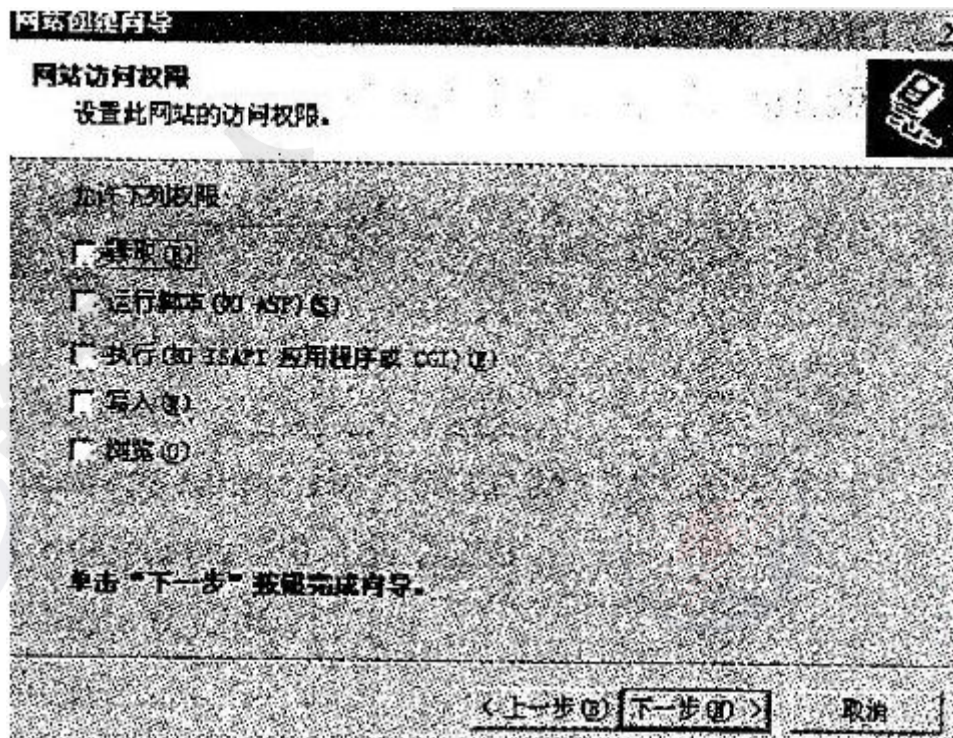 网站创建向导
网站访问权限
设置此网站的访问权限。
允许下列权限
读取(R)
运行脚本(如 ASP)(S)
执行(如 ISAPI 应用程序或 CGI)(E)
写入(W)
浏览(O)
单击“下一步”按钮完成向导。
< 上一步(B) 下一步(N) > 取消